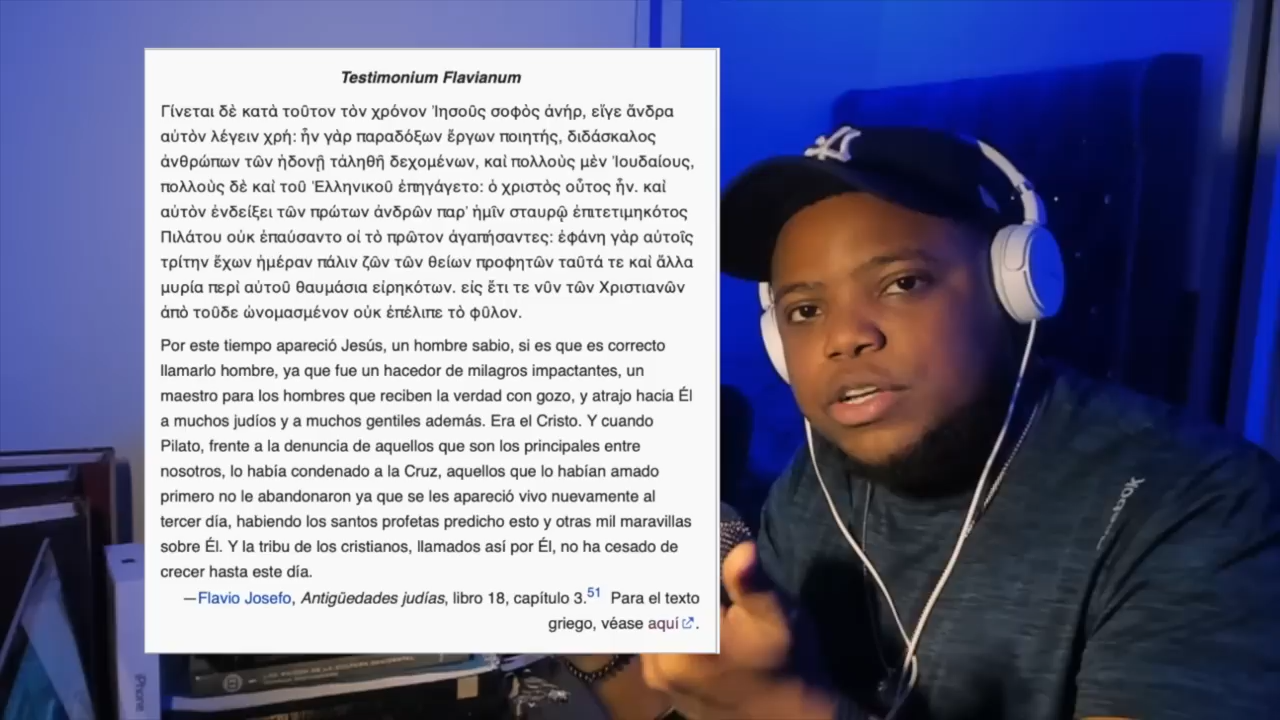 Testimonium Flavianum
Γίνεται δὲ κατὰ τοῦτον τὸν χρόνον Ἰησοῦς σοφὸς ἀνήρ, εἴγε ἄνδρα
αὐτὸν λέγειν χρή: ἦν γὰρ παραδόξων ἔργων ποιητής, διδάσκαλος
ἀνθρώπων τῶν ἡδονῇ τἀληθῆ δεχομένων, καὶ πολλοὺς μὲν Ἰουδαίους,
πολλοὺς δὲ καὶ τοῦ Ἑλληνικοῦ ἐπηγάγετο: ὁ χριστὸς οὗτος ἦν. καὶ
αὐτὸν ἐνδείξει τῶν πρώτων ἀνδρῶν παρ᾽ ἡμῖν σταυρῷ ἐπιτετιμηκότος
Πιλάτου οὐκ ἐπαύσαντο οἱ τὸ πρῶτον ἀγαπήσαντες: ἐφάνη γὰρ αὐτοῖς
τρίτην ἔχων ἡμέραν πάλιν ζῶν τῶν θείων προφητῶν ταῦτά τε καὶ ἄλλα
μυρία περὶ αὐτοῦ θαυμάσια εἰρηκότων. εἰς ἔτι τε νῦν τῶν Χριστιανῶν
ἀπὸ τοῦδε ὠνομασμένον οὐκ ἐπέλιπε τὸ φῦλον.
Por este tiempo apareció Jesús, un hombre sabio, si es que es correcto
llamarlo hombre, ya que fue un hacedor de milagros impactantes, un
maestro para los hombres que reciben la verdad con gozo, y atrajo hacia Él
a muchos judíos y a muchos gentiles además. Era el Cristo. Y cuando
Pilato, frente a la denuncia de aquellos que son los principales entre
nosotros, lo había condenado a la Cruz, aquellos que lo habían amado
primero no le abandonaron ya que se les apareció vivo nuevamente al
tercer día, habiendo los santos profetas predicho esto y otras mil maravillas
sobre Él. Y la tribu de los cristianos, llamados así por Él, no ha cesado de
crecer hasta este día.
—Flavio Josefo, Antigüedades judías, libro 18, capítulo 3.51 Para el texto
griego, véase aquí.
Reebok
iPhone